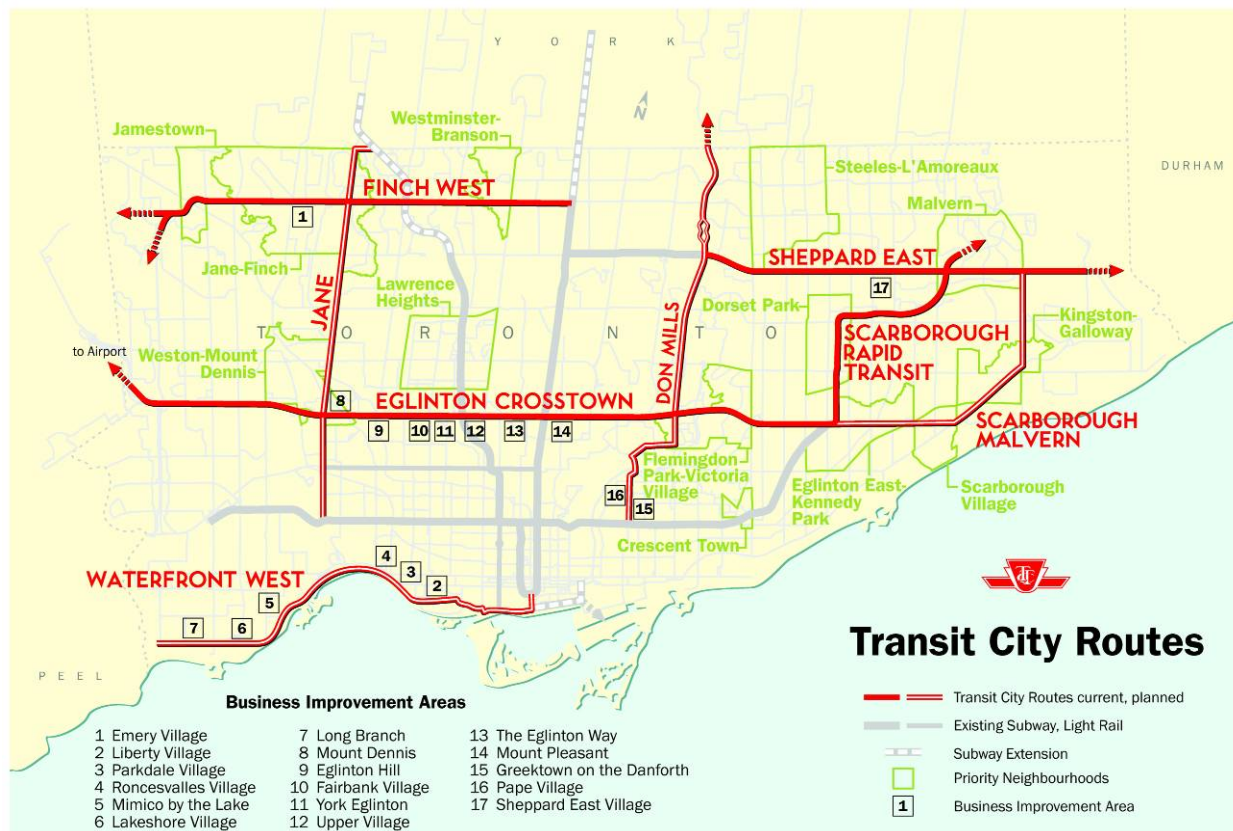 Y O R K
N
Jamestown
Westminster-
Branson
Steeles-L'Amoreaux
DURHAM
Malvern
FINCH WEST
1
Jane-Finch
SHEPPARD EAST
17
JANE
Lawrence
Heights
DON MILLS
Dorset Park
Kingston-
Galloway
T O R O N T O
SCARBOROUGH
RAPID
TRANSIT
to Airport
Weston-Mount
Dennis
8
EGLINTON CROSSTOWN
9
10
11
12
13
14
SCARBOROUGH
MALVERN
Flemingdon
Park-Victoria
Village
Eglinton East-
Kennedy
Park
Scarborough
Village
16
15
Crescent Town
WATERFRONT WEST
4
3
2
5
7
6
TTC
PEEL
Transit City Routes
Transit City Routes current, planned
Existing Subway, Light Rail
Subway Extension
Priority Neighbourhoods
1 Business Improvement Area
Business Improvement Areas
1 Emery Village
2 Liberty Village
3 Parkdale Village
4 Roncesvalles Village
5 Mimico by the Lake
6 Lakeshore Village
7 Long Branch
8 Mount Dennis
9 Eglinton Hill
10 Fairbank Village
11 York Eglinton
12 Upper Village
13 The Eglinton Way
14 Mount Pleasant
15 Greektown on the Danforth
16 Pape Village
17 Sheppard East Village